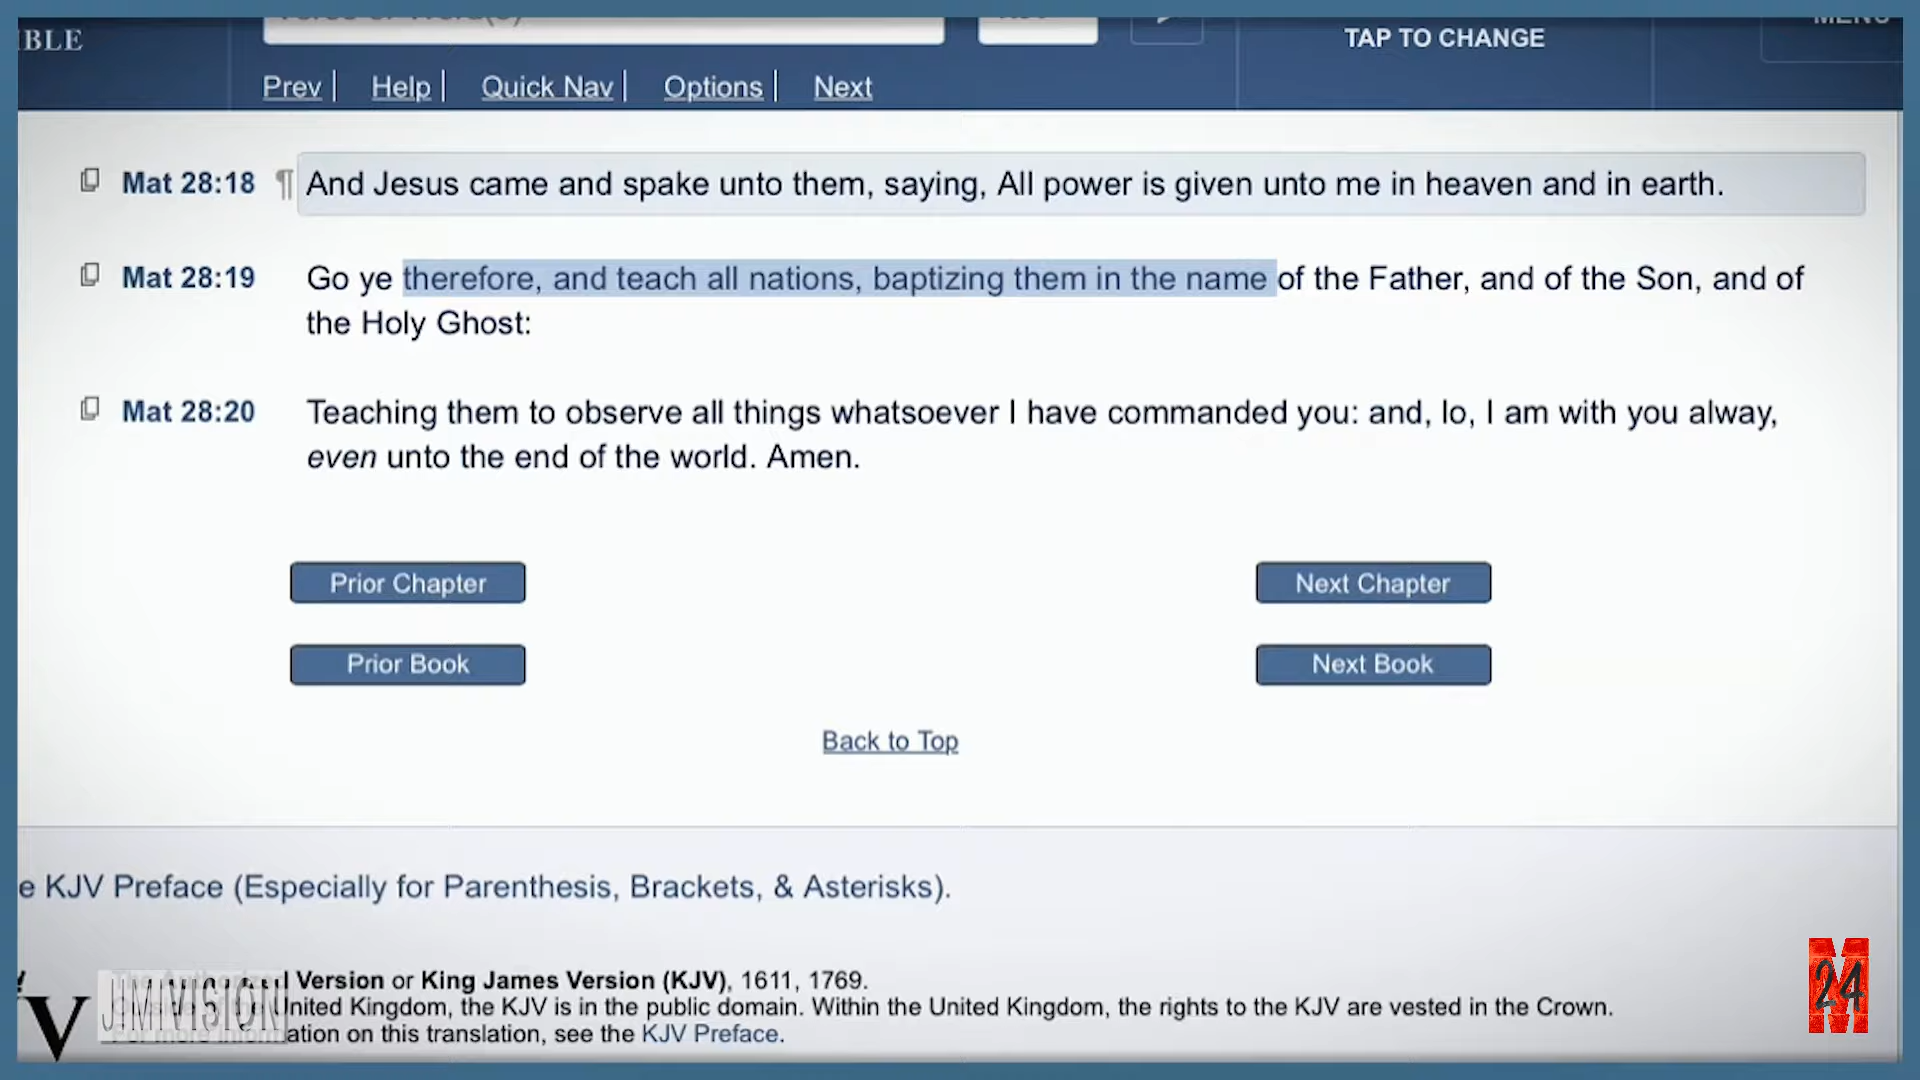 BLE
TAP TO CHANGE
MENU
Prev | Help | Quick Nav | Options | Next
Mat 28:18 ¶ And Jesus came and spake unto them, saying, All power is given unto me in heaven and in earth.
Mat 28:19 Go ye therefore, and teach all nations, baptizing them in the name of the Father, and of the Son, and of
the Holy Ghost:
Mat 28:20 Teaching them to observe all things whatsoever I have commanded you: and, lo, I am with you alway,
even unto the end of the world. Amen.
Prior Chapter
Next Chapter
Prior Book
Next Book
Back to Top
e KJV Preface (Especially for Parenthesis, Brackets, & Asterisks).
Version or King James Version (KJV), 1611, 1769.
United Kingdom, the KJV is in the public domain. Within the United Kingdom, the rights to the KJV are vested in the Crown.
ation on this translation, see the KJV Preface.
V
JIMIVISION
M
24